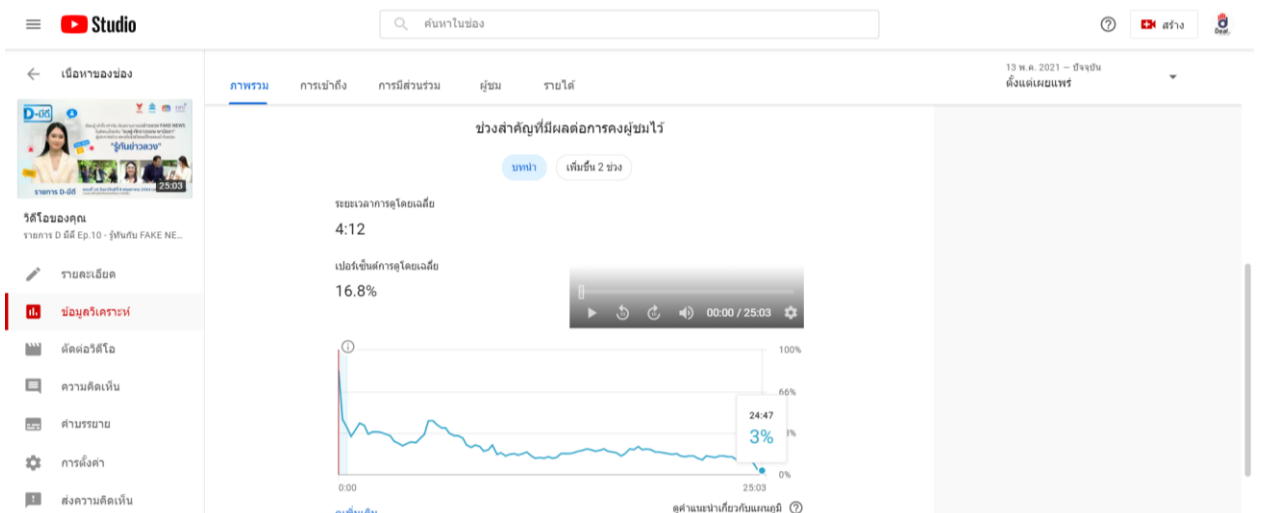 Studio
ค้นหาในช่อง
สร้าง
เนื้อหาของช่อง
ภาพรวม
การเข้าถึง
การมีส่วนร่วม
ผู้ชม
รายได้
13 พ.ค. 2021 – ปัจจุบัน
ตั้งแต่เผยแพร่
D-มีดี
FAKE NEWS
"รู้ทันข่าวลวง"
รายการ D-มีดี
25:03
วิดีโอของคุณ
รายการ D มีดี Ep.10 - รู้ทันกับ FAKE NE...
รายละเอียด
ข้อมูลวิเคราะห์
ตัดต่อวิดีโอ
ความคิดเห็น
คำบรรยาย
การตั้งค่า
ส่งความคิดเห็น
ช่วงสำคัญที่มีผลต่อการคงผู้ชมไว้
บทนำ
เพิ่มขึ้น 2 ช่วง
ระยะเวลาการดูโดยเฉลี่ย
4:12
เปอร์เซ็นต์การดูโดยเฉลี่ย
16.8%
00:00 / 25:03
100%
66%
24:47
3%
0%
0:00
25:03
ดูเพิ่มเติม
ดูคำแนะนำเกี่ยวกับแผนภูมิ